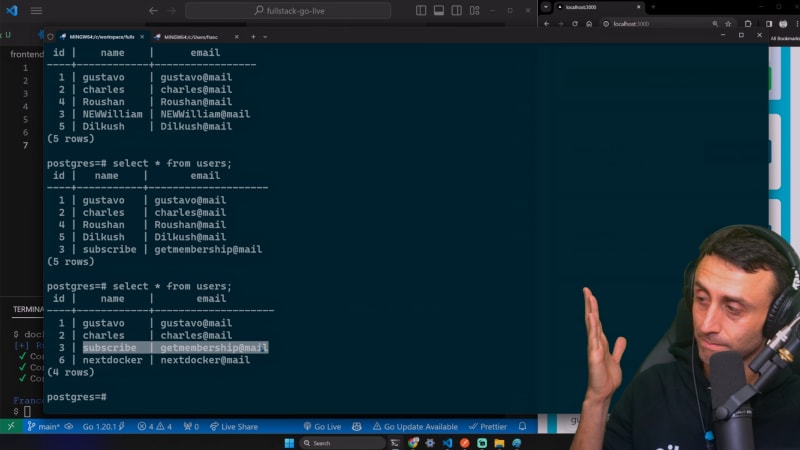 fullstack-go-live
localhost:3000
localhost:3000
All Bookmarks
MINGW64:/c/workspace/fulls
MINGW64:/c/Users/franc
U
frontend
1
2
3
4
5
6
7
id | name | email
----+------------+----------------
1 | gustavo | gustavo@mail
2 | charles | charles@mail
4 | Roushan | Roushan@mail
3 | NEWWilliam | NEWWilliam@mail
5 | Dilkush | Dilkush@mail
(5 rows)
postgres=# select * from users;
id | name | email
----+-----------+--------------------
1 | gustavo | gustavo@mail
2 | charles | charles@mail
4 | Roushan | Roushan@mail
5 | Dilkush | Dilkush@mail
3 | subscribe | getmembership@mail
(5 rows)
postgres=# select * from users;
id | name | email
----+------------+--------------------
1 | gustavo | gustavo@mail
2 | charles | charles@mail
3 | subscribe | getmembership@mail
6 | nextdocker | nextdocker@mail
(4 rows)
postgres=#
TERMINAL
$ doc
[+] R
✓ Co
✓ Co
✓ Co
Franc
$
main* Go 1.20.1 4 4 0 Live Share Go Live Go Update Available Prettier
Search